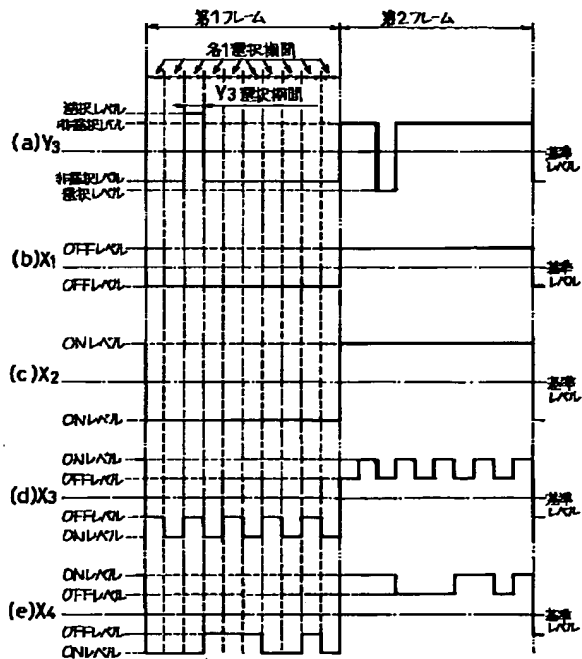 第1フレーム
第2フレーム
各1選択期間
Y3選択期間
選択レベル
非選択レベル
(a)Y3
基準
レベル
非選択レベル
選択レベル
OFFレベル
(b)X1
基準
レベル
OFFレベル
ONレベル
(c)X2
基準
レベル
ONレベル
ONレベル
OFFレベル
(d)X3
基準
レベル
OFFレベル
ONレベル
ONレベル
OFFレベル
(e)X4
基準
レベル
OFFレベル
ONレベル